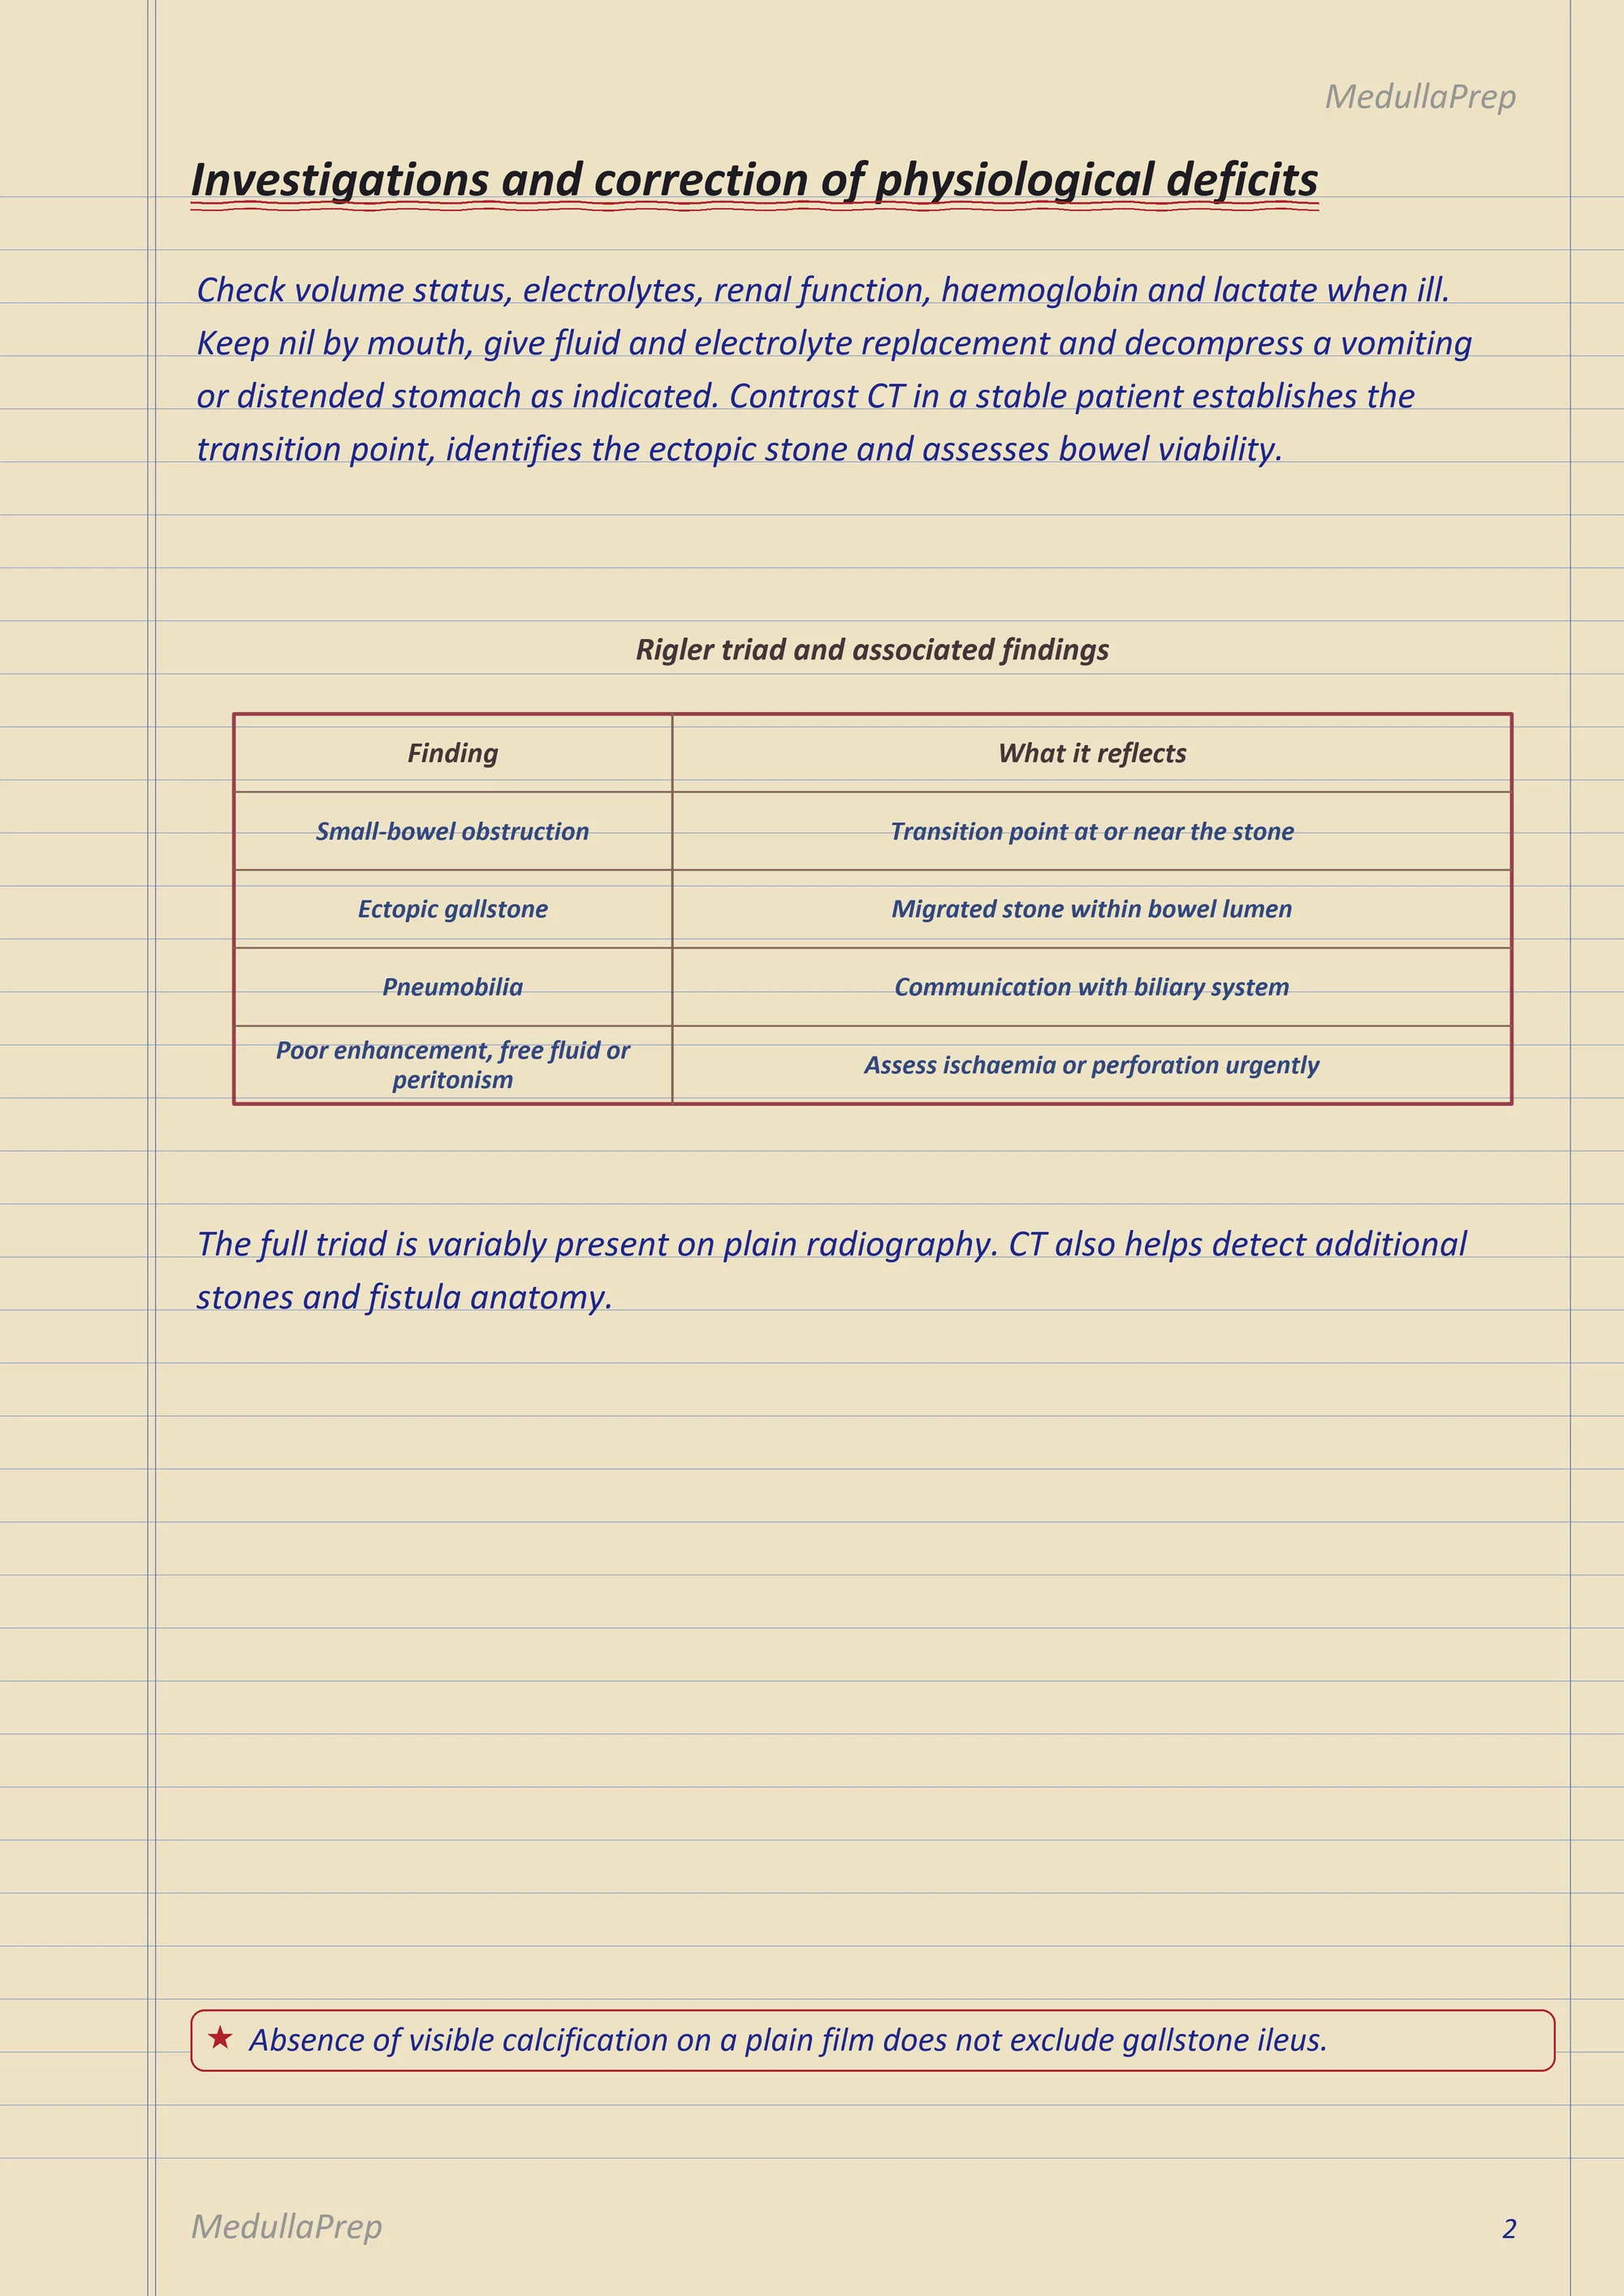 MedullaPrep
Investigations and correction of physiological deficits
Check volume status, electrolytes, renal function, haemoglobin and lactate when ill.
Keep nil by mouth, give fluid and electrolyte replacement and decompress a vomiting
or distended stomach as indicated. Contrast CT in a stable patient establishes the
transition point, identifies the ectopic stone and assesses bowel viability.
Rigler triad and associated findings
Finding What it reflects
Small-bowel obstruction Transition point at or near the stone
Ectopic gallstone Migrated stone within bowel lumen
Pneumobilia Communication with biliary system
Poor enhancement, free fluid or
peritonism Assess ischaemia or perforation urgently
The full triad is variably present on plain radiography. CT also helps detect additional
stones and fistula anatomy.
★ Absence of visible calcification on a plain film does not exclude gallstone ileus.
MedullaPrep 2